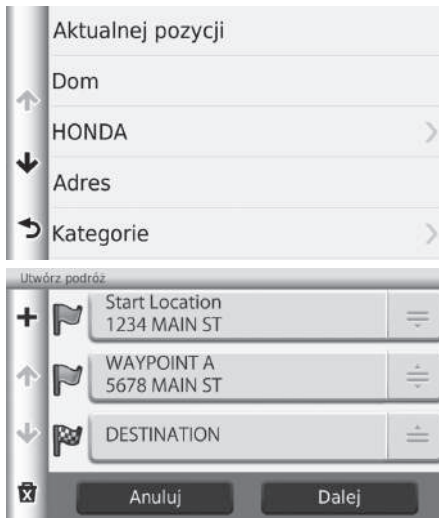 Aktualnej pozycji
Dom
HONDA
Adres
Kategorie
Utwórz podróż
Start Location
1234 MAIN ST
WAYPOINT A
5678 MAIN ST
DESTINATION
Anuluj
Dalej